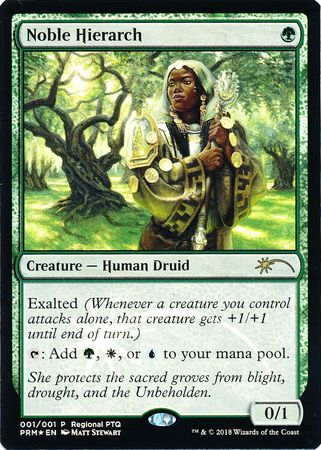 Noble Hierarch
Creature — Human Druid
Exalted (Whenever a creature you control
attacks alone, that creature gets +1/+1
until end of turn.)
: Add , , or to your mana pool.
She protects the sacred groves from blight,
drought, and the Unbeholden.
0/1
001/001 P Regional PTQ
PRM★EN Matt Stewart
™ & © 2018 Wizards of the Coast